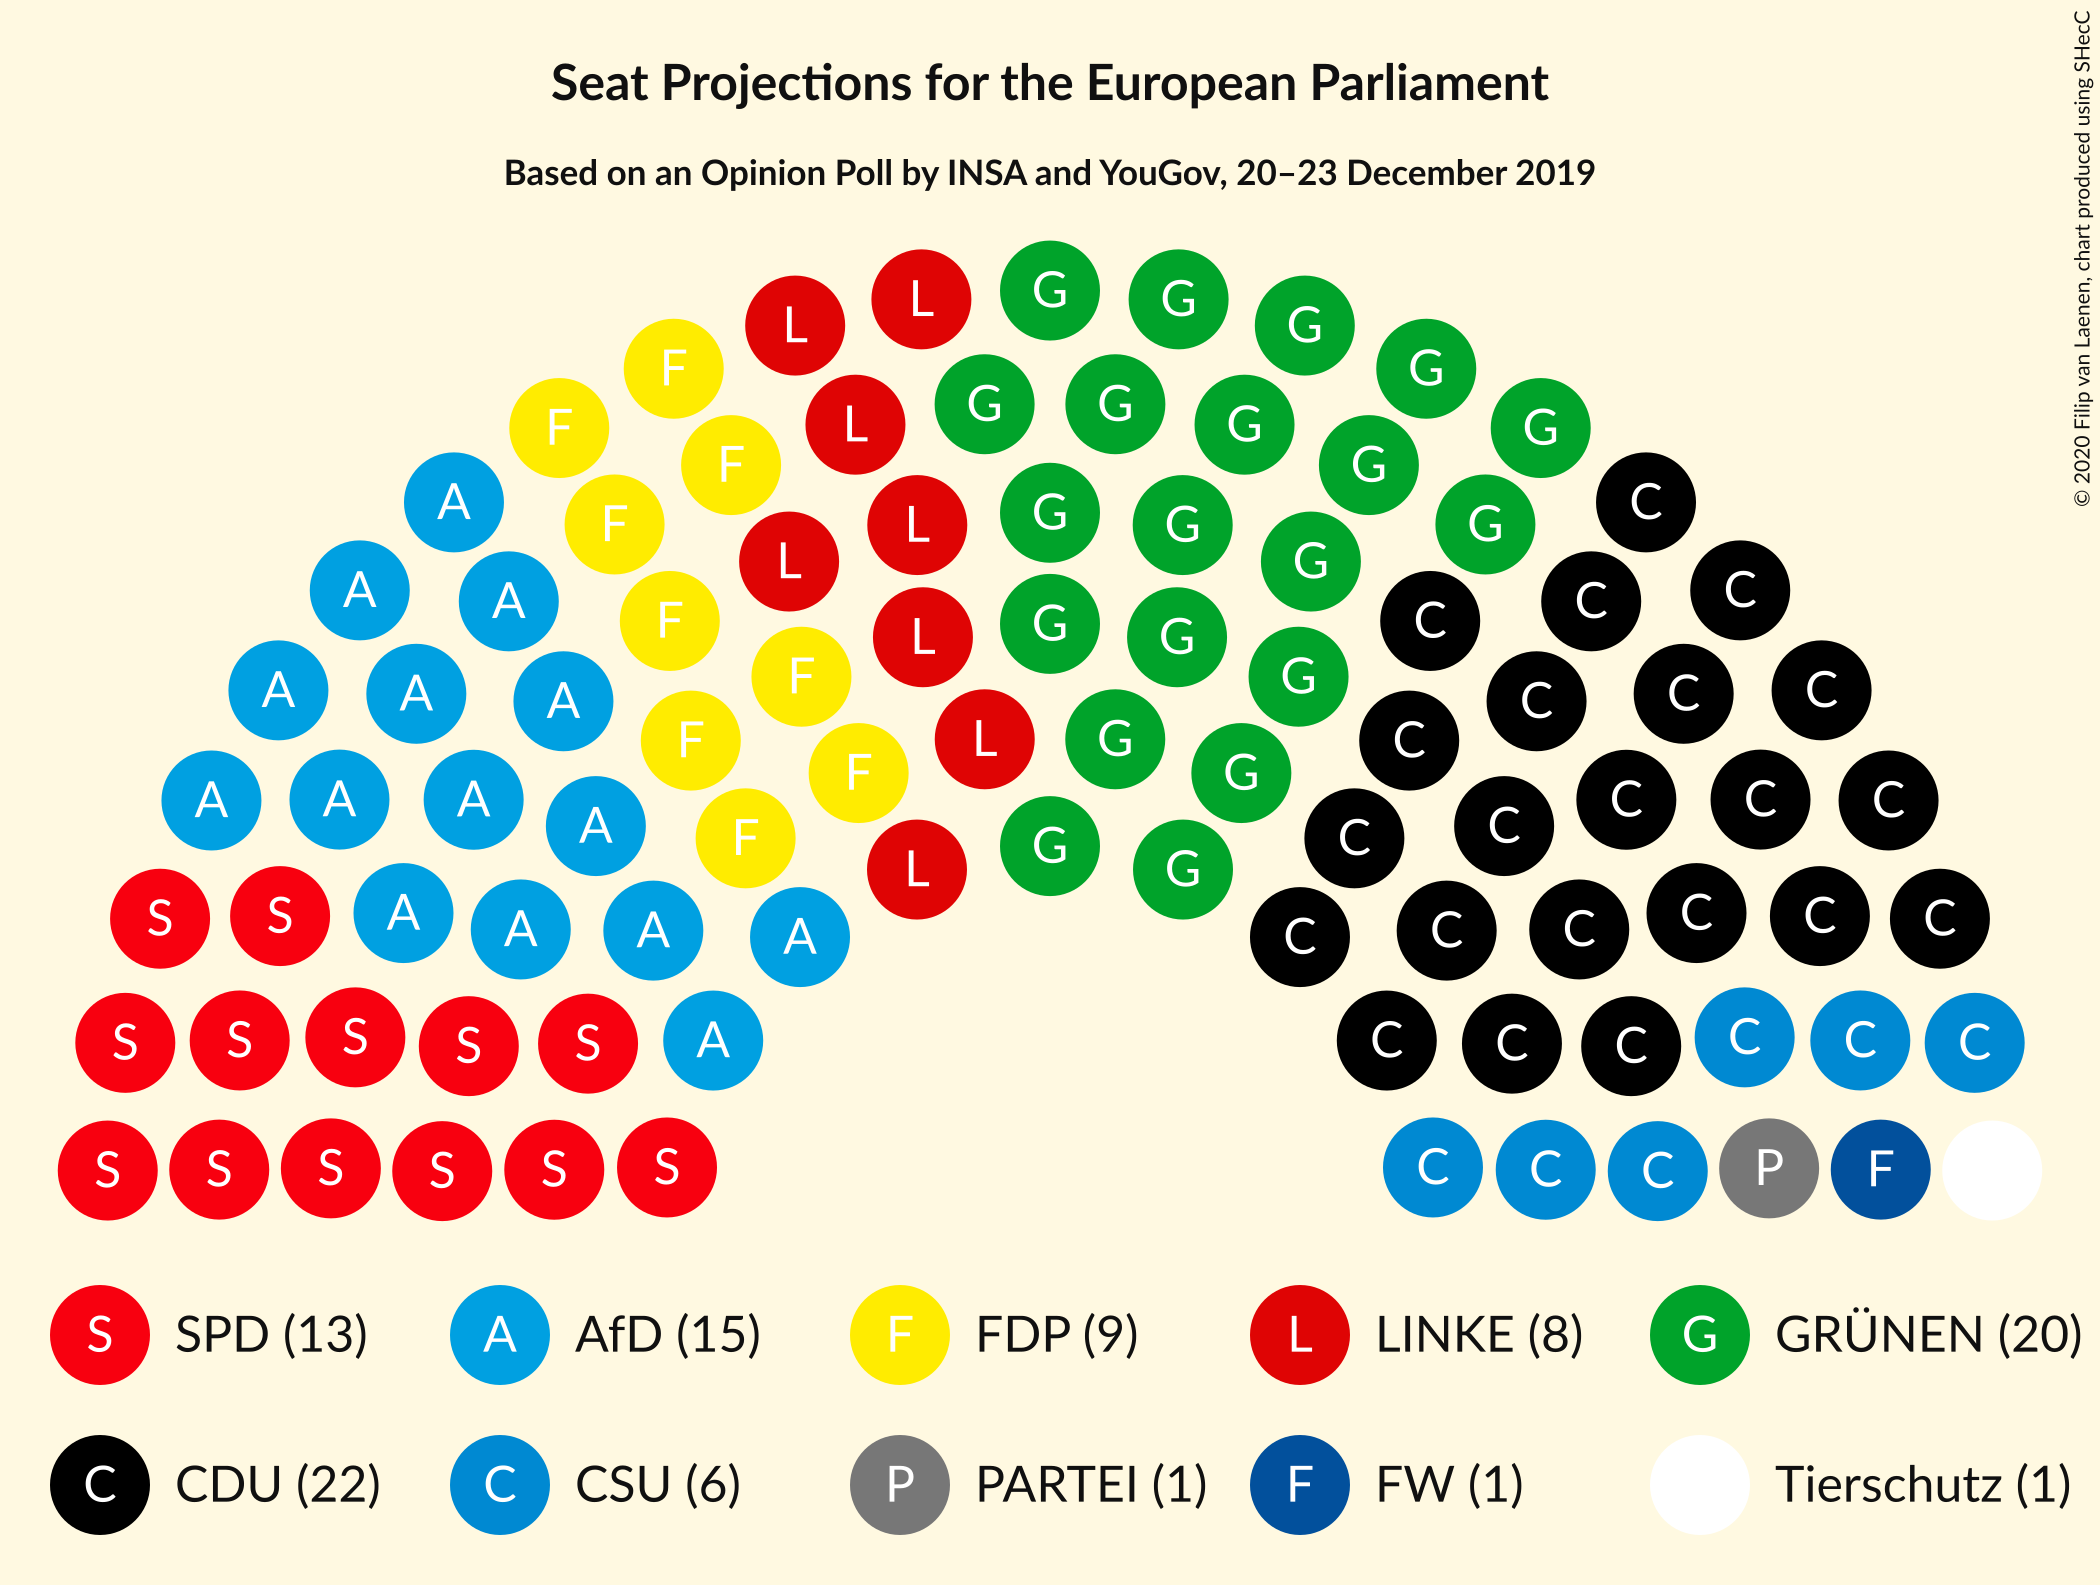 Seat Projections for the European Parliament
Based on an Opinion Poll by INSA and YouGov, 20–23 December 2019
© 2020 Filip van Laenen, chart produced using SHecC
L L G G G
F F L G G G G G
A F F L G G G G G C
A A F L G G G C C C
A A A F F L G G G C C C C
A A A A F F L G G C C C C C
S S A A A A F L G G C C C C C C C
S S S S S A C C C C C C
S S S S S S C C C P F
S SPD (13) A AfD (15) F FDP (9) L LINKE (8) G GRÜNEN (20)
C CDU (22) C CSU (6) P PARTEI (1) F FW (1) Tierschutz (1)